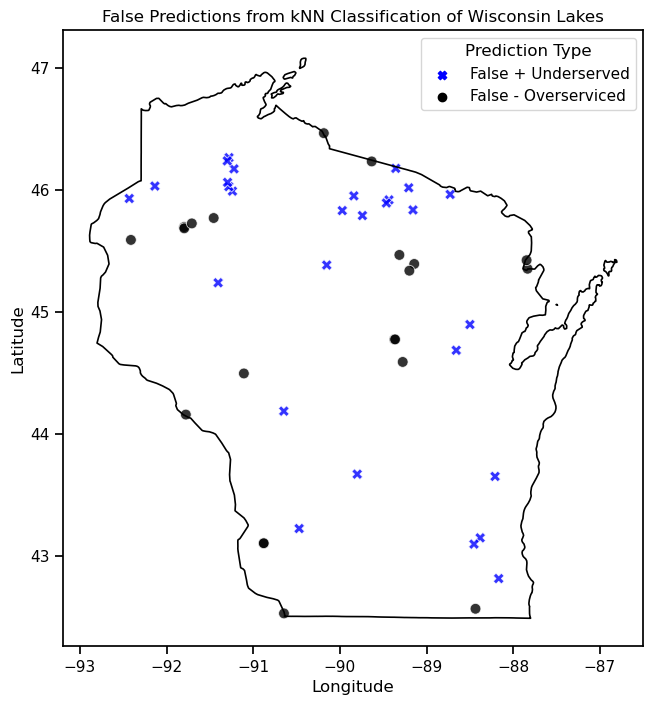 False Predictions from kNN Classification of Wisconsin Lakes
Prediction Type
False + Underserved
False - Overserviced
47
46
45
44
43
Latitude
−93
−92
−91
−90
−89
−88
−87
Longitude